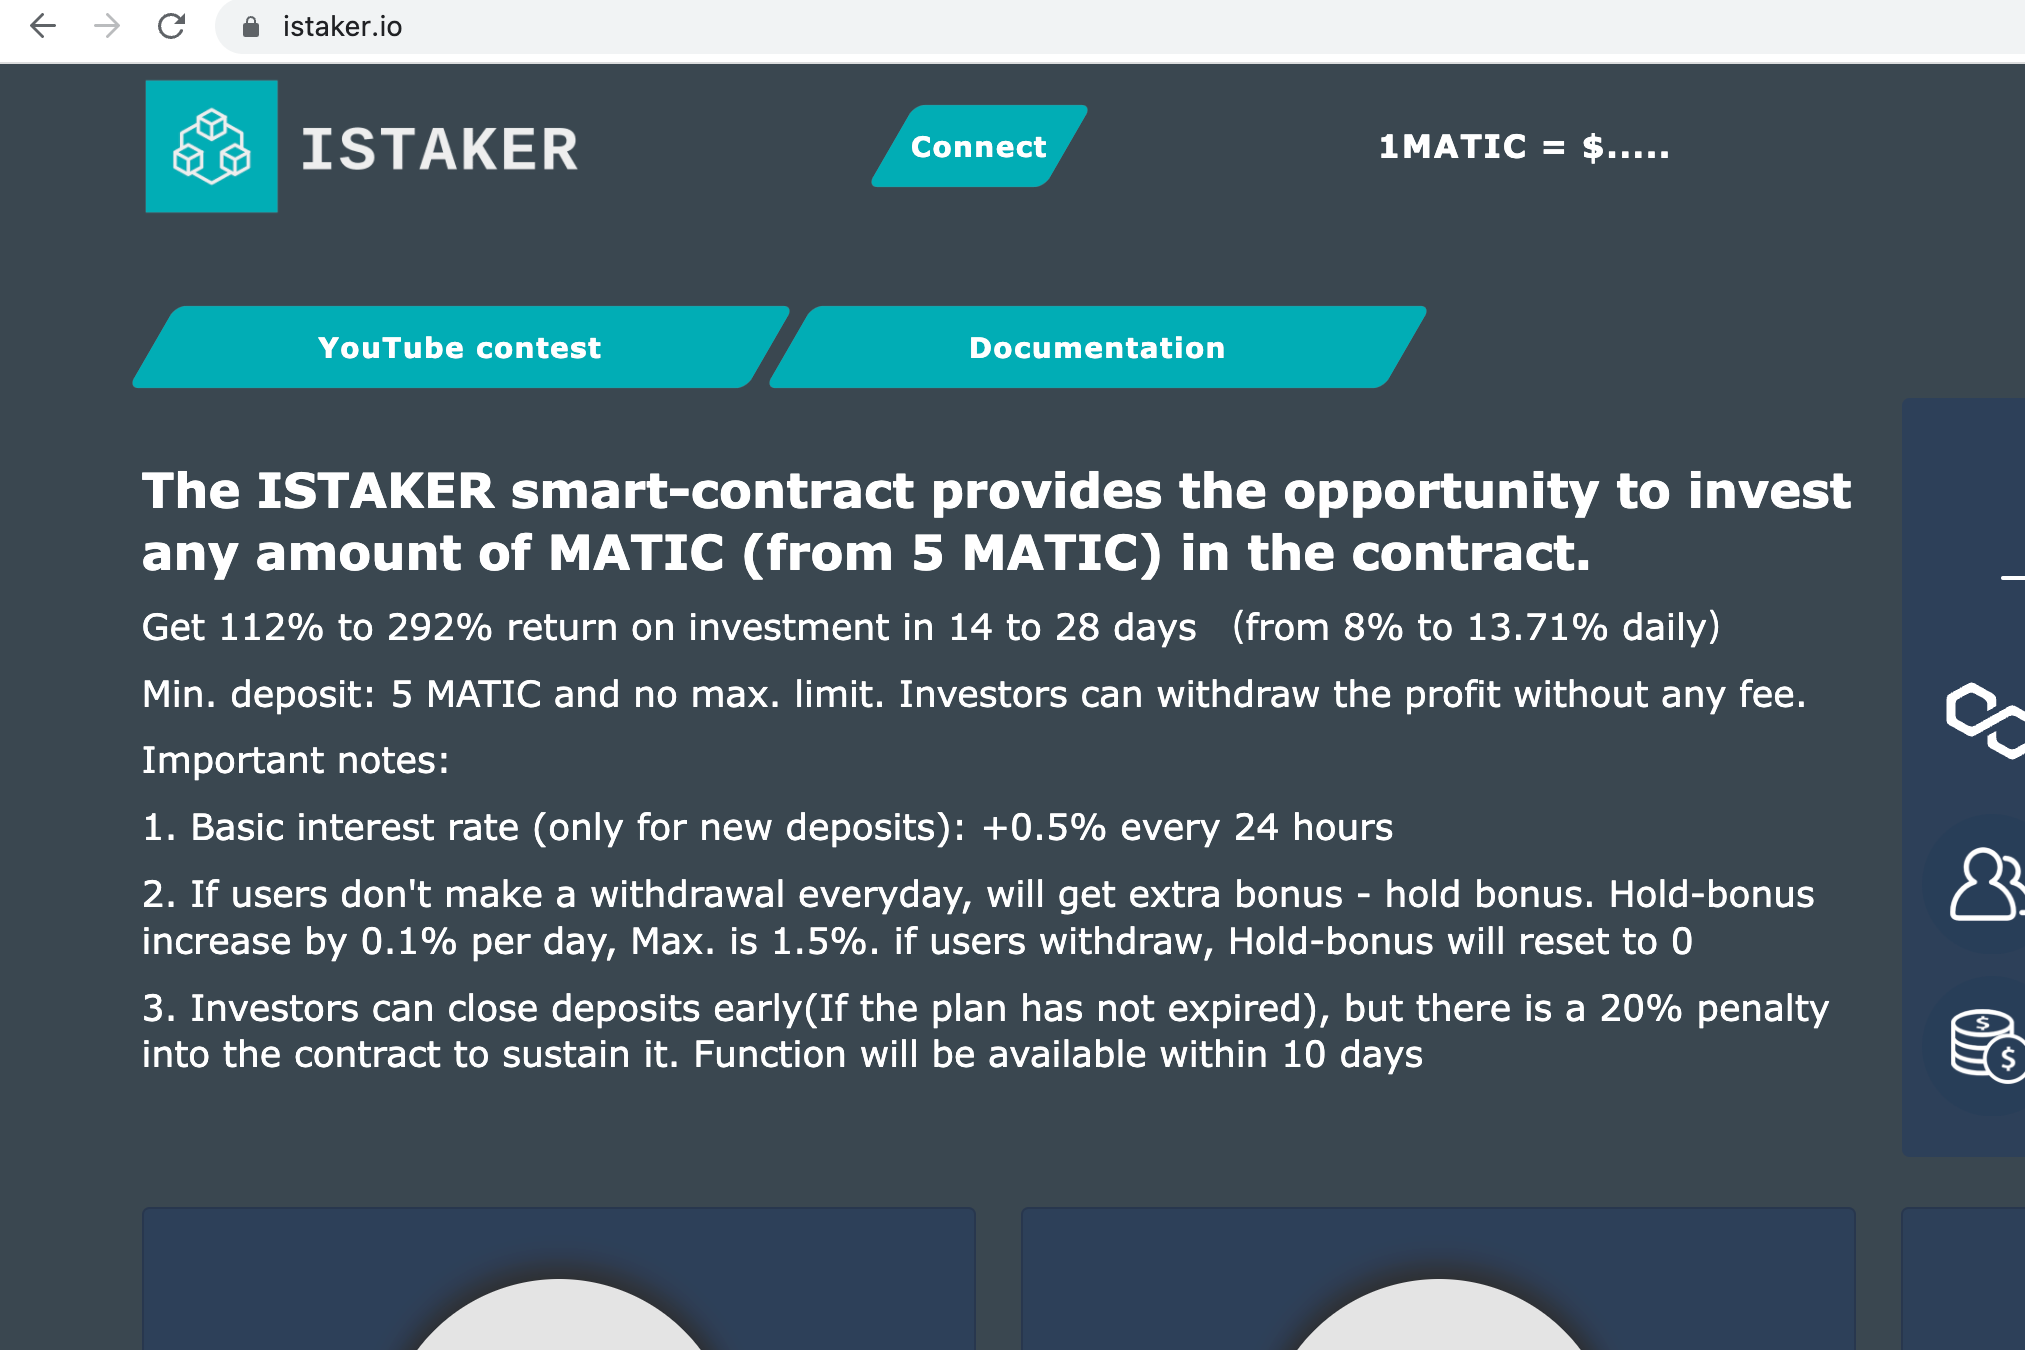 istaker.io
ISTAKER
Connect
1MATIC = $.....
YouTube contest
Documentation
The ISTAKER smart-contract provides the opportunity to invest
any amount of MATIC (from 5 MATIC) in the contract.
Get 112% to 292% return on investment in 14 to 28 days (from 8% to 13.71% daily)
Min. deposit: 5 MATIC and no max. limit. Investors can withdraw the profit without any fee.
Important notes:
1. Basic interest rate (only for new deposits): +0.5% every 24 hours
2. If users don't make a withdrawal everyday, will get extra bonus - hold bonus. Hold-bonus
increase by 0.1% per day, Max. is 1.5%. if users withdraw, Hold-bonus will reset to 0
3. Investors can close deposits early(If the plan has not expired), but there is a 20% penalty
into the contract to sustain it. Function will be available within 10 days